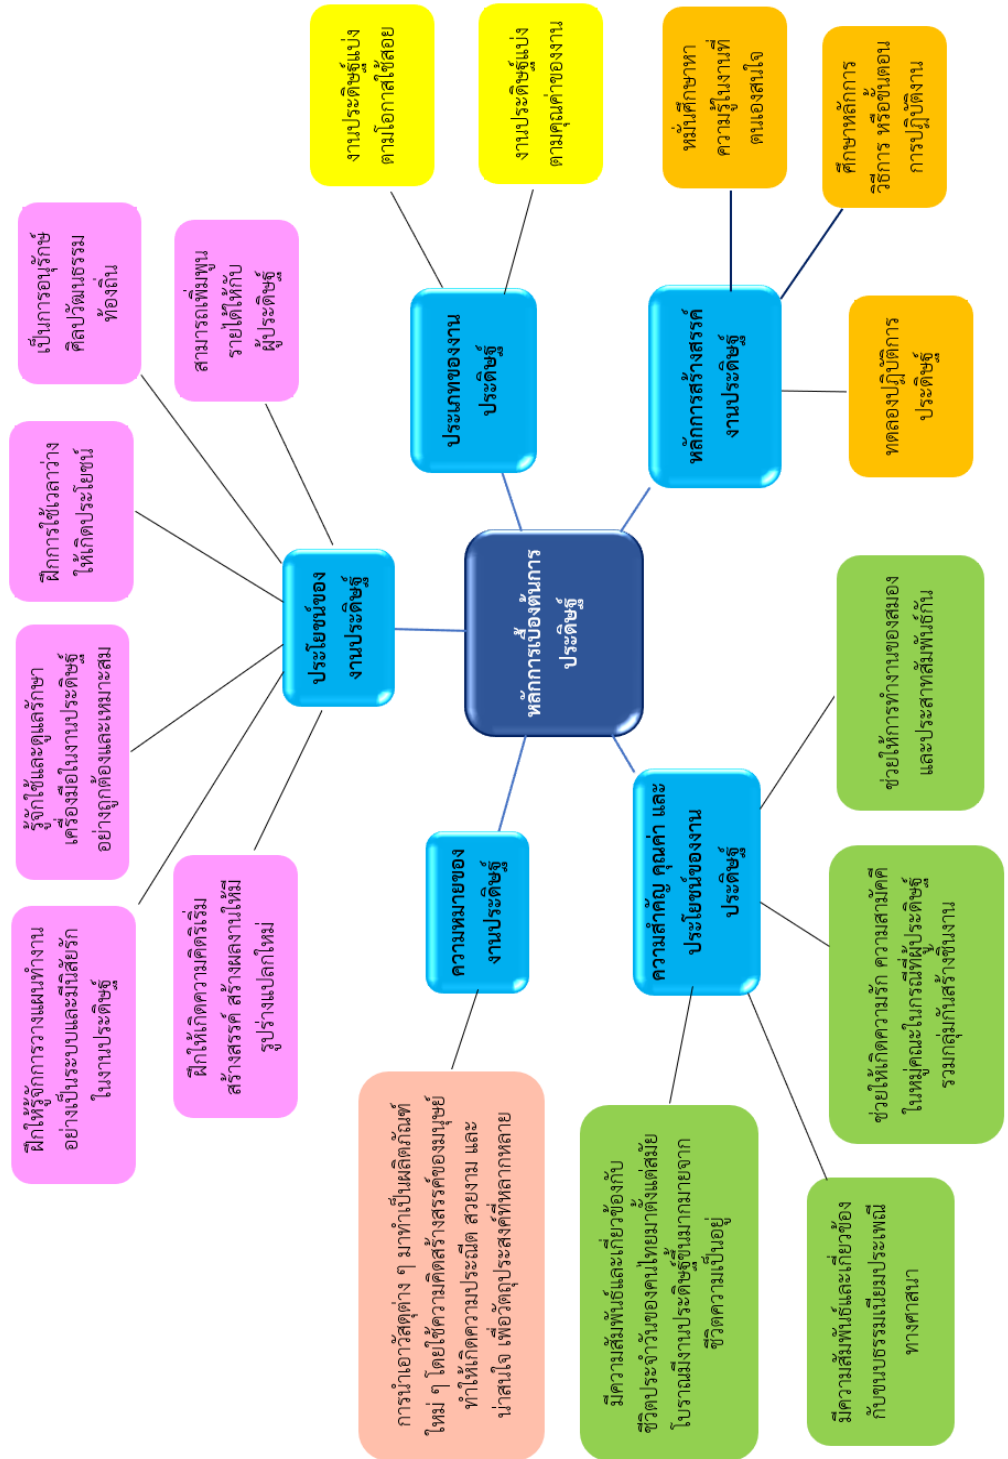 หลักการเบื้องต้นการ
ประดิษฐ์
ความหมายของ
งานประดิษฐ์
การนำเอาวัสดุต่าง ๆ มาทำเป็นผลิตภัณฑ์
ใหม่ ๆ โดยใช้ความคิดสร้างสรรค์ของมนุษย์
ทำให้เกิดความประณีต สวยงาม และ
น่าสนใจ เพื่อวัตถุประสงค์ที่หลากหลาย
ประโยชน์ของ
งานประดิษฐ์
ฝึกให้เกิดความคิดริเริ่ม
สร้างสรรค์ สร้างผลงานให้มี
รูปร่างแปลกใหม่
ฝึกให้รู้จักการวางแผนทำงาน
อย่างเป็นระบบและมีนิสัยรัก
ในงานประดิษฐ์
รู้จักใช้และดูแลรักษา
เครื่องมือในงานประดิษฐ์
อย่างถูกต้องและเหมาะสม
ฝึกการใช้เวลาว่าง
ให้เกิดประโยชน์
เป็นการอนุรักษ์
ศิลปวัฒนธรรม
ท้องถิ่น
สามารถเพิ่มพูน
รายได้ให้กับ
ผู้ประดิษฐ์
ประเภทของงาน
ประดิษฐ์
งานประดิษฐ์แบ่ง
ตามโอกาสใช้สอย
งานประดิษฐ์แบ่ง
ตามคุณค่าของงาน
หลักการสร้างสรรค์
งานประดิษฐ์
หมั่นศึกษาหา
ความรู้ในงานที่
ตนเองสนใจ
ศึกษาหลักการ
วิธีการ หรือขั้นตอน
การปฏิบัติงาน
ทดลองปฏิบัติการ
ประดิษฐ์
ความสำคัญ คุณค่า และ
ประโยชน์ของงาน
ประดิษฐ์
มีความสัมพันธ์และเกี่ยวข้องกับ
ชีวิตประจำวันของคนไทยมาตั้งแต่สมัย
โบราณมีงานประดิษฐ์ขึ้นมากมายจาก
ชีวิตความเป็นอยู่
มีความสัมพันธ์และเกี่ยวข้อง
กับขนบธรรมเนียมประเพณี
ทางศาสนา
ช่วยให้เกิดความรัก ความสามัคคี
ในหมู่คณะในกรณีที่ผู้ประดิษฐ์
รวมกลุ่มกันสร้างชิ้นงาน
ช่วยให้การทำงานของสมอง
และประสาทสัมพันธ์กัน